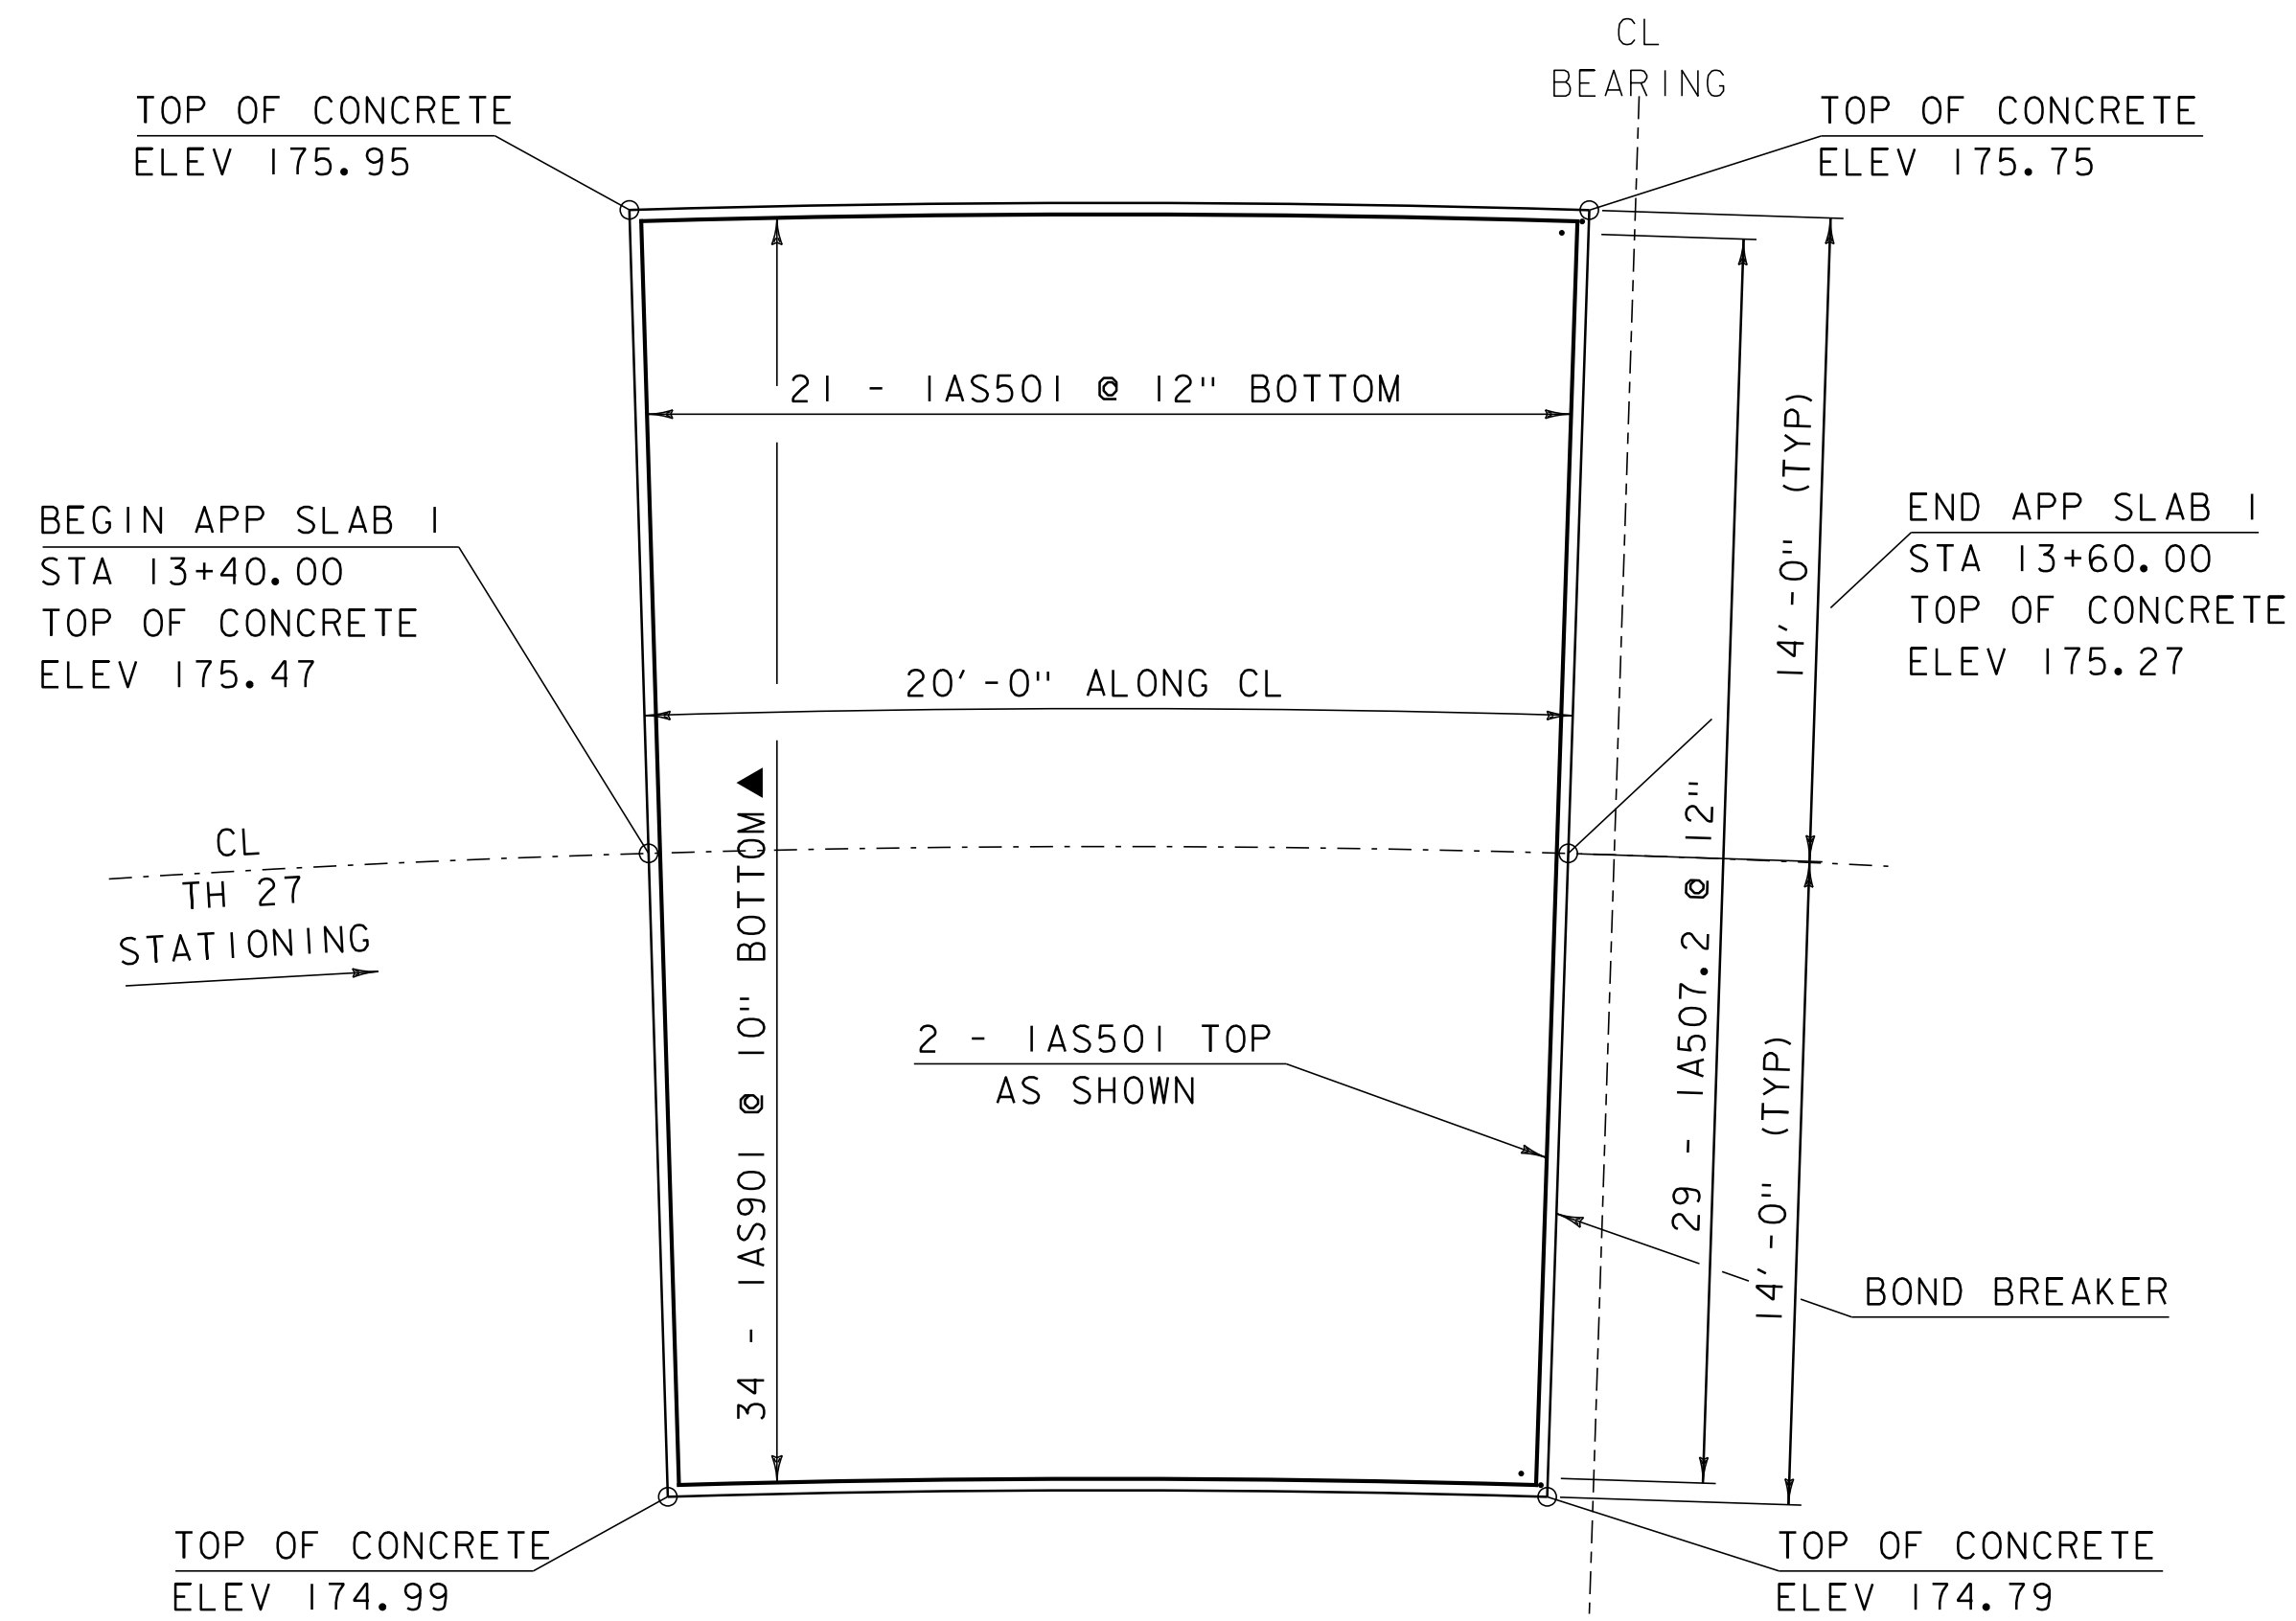 CL
BEARING
TOP OF CONCRETE
ELEV 175.95
TOP OF CONCRETE
ELEV 175.75
21 - 1AS501 @ 12" BOTTOM
14'-0" (TYP)
BEGIN APP SLAB 1
STA 13+40.00
TOP OF CONCRETE
ELEV 175.47
END APP SLAB 1
STA 13+60.00
TOP OF CONCRETE
ELEV 175.27
20'-0" ALONG CL
CL
TH 27
STATIONING
34 - 1AS901 @ 10" BOTTOM
2 - 1AS501 TOP
AS SHOWN
29 - 1A507.2 @ 12"
14'-0" (TYP)
BOND BREAKER
TOP OF CONCRETE
ELEV 174.99
TOP OF CONCRETE
ELEV 174.79